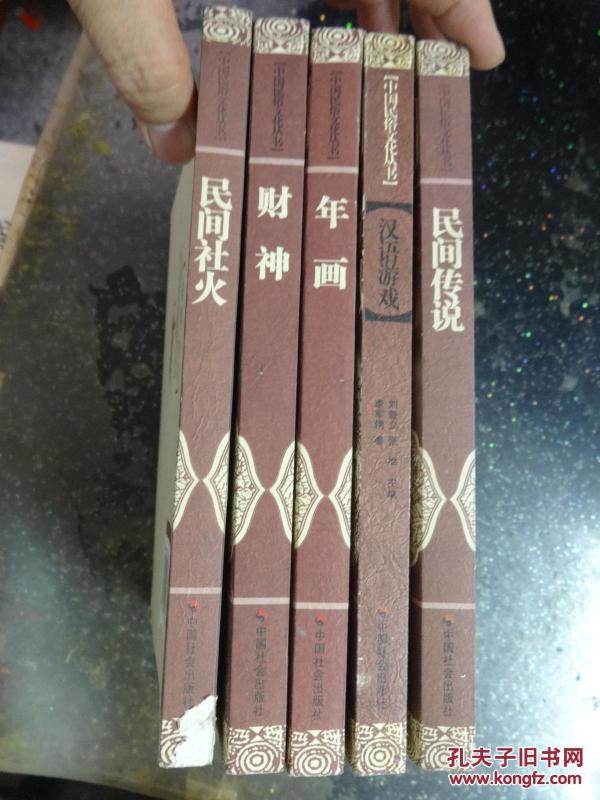 【中国民俗文化丛书】
民间社火
中国社会出版社
【中国民俗文化丛书】
财神
中国社会出版社
【中国民俗文化丛书】
年画
中国社会出版社
【中国民俗文化丛书】
【汉语游戏】
中国社会出版社
【中国民俗文化丛书】
民间传说
中国社会出版社
孔夫子旧书网
www.kongfz.com